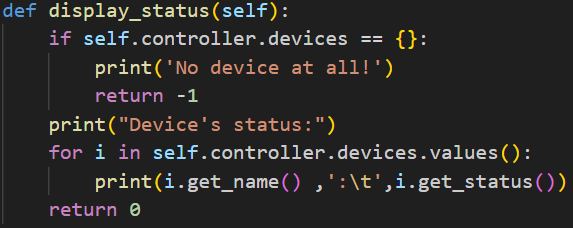 def display_status(self):
    if self.controller.devices == {}:
        print('No device at all!')
        return -1
    print("Device's status:")
    for i in self.controller.devices.values():
        print(i.get_name() ,':\t',i.get_status())
    return 0